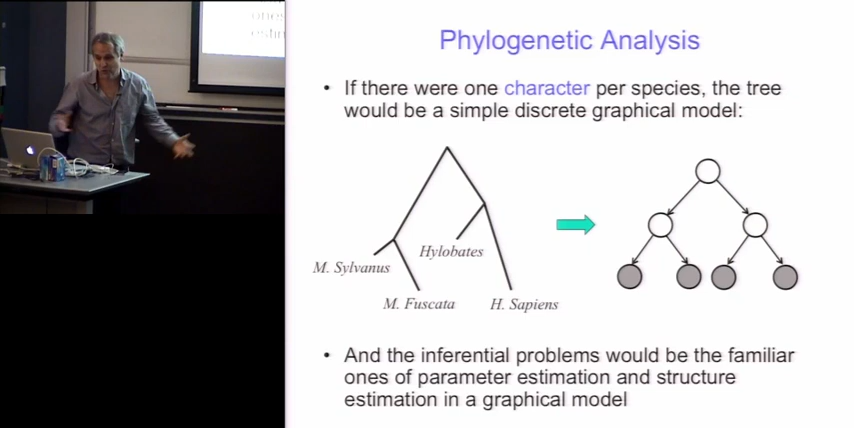 ones
Phylogenetic Analysis
• If there were one character per species, the tree
would be a simple discrete graphical model:
Hylobates
M. Sylvanus
M. Fuscata
H. Sapiens
• And the inferential problems would be the familiar
ones of parameter estimation and structure
estimation in a graphical model